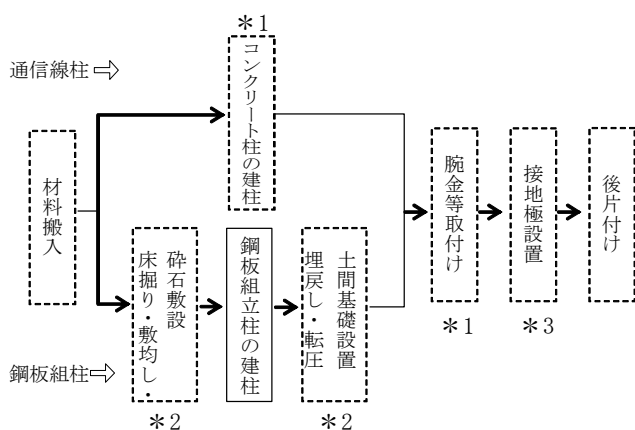 ＊1
通信線柱⇨
コンクリート柱の建柱
材料搬入
床掘り・敷均し・
砕石敷設
鋼板組立柱の建柱
土間基礎設置
埋戻し・転圧
腕金等取付け
接地極設置
後片付け
＊1
＊3
鋼板組柱⇨
＊2
＊2